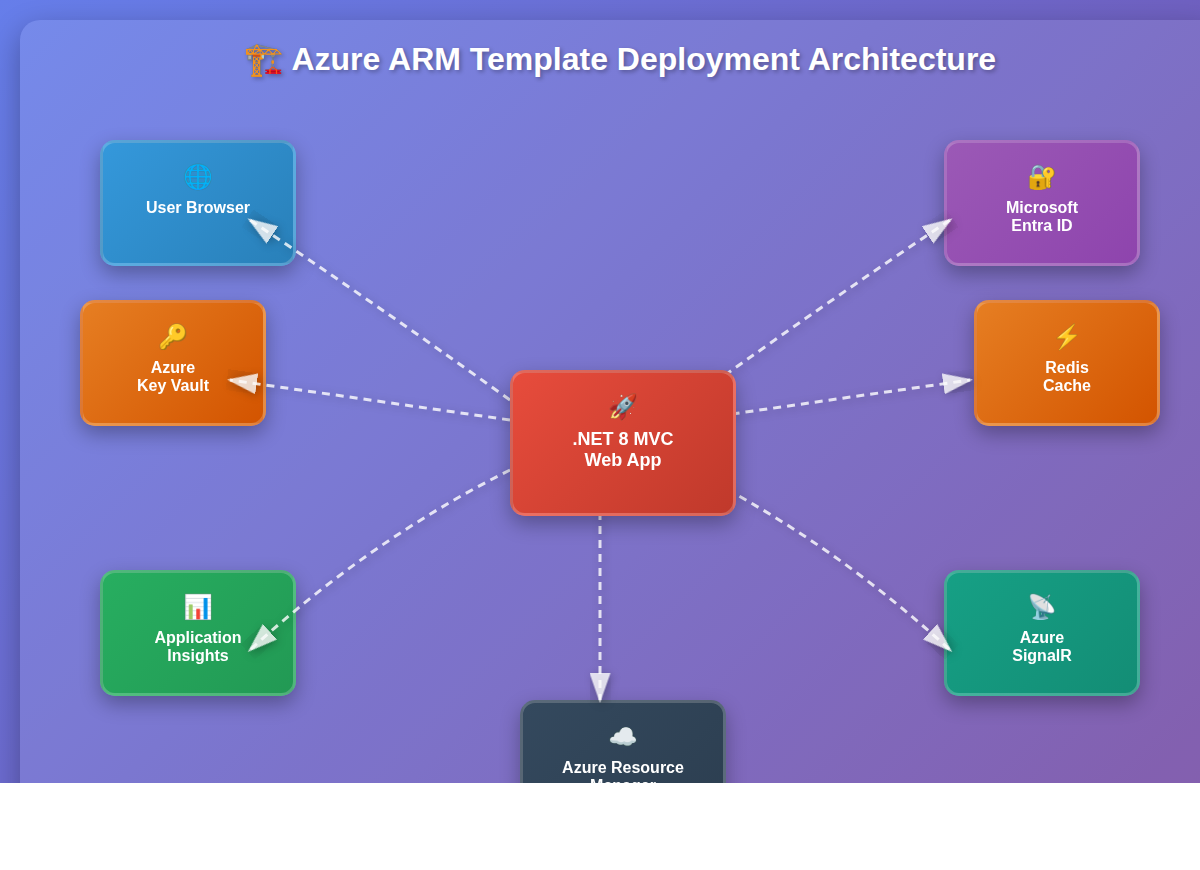 Azure ARM Template Deployment Architecture
User Browser
Microsoft
Entra ID
Azure
Key Vault
Redis
Cache
.NET 8 MVC
Web App
Application
Insights
Azure
SignalR
Azure Resource
Manager